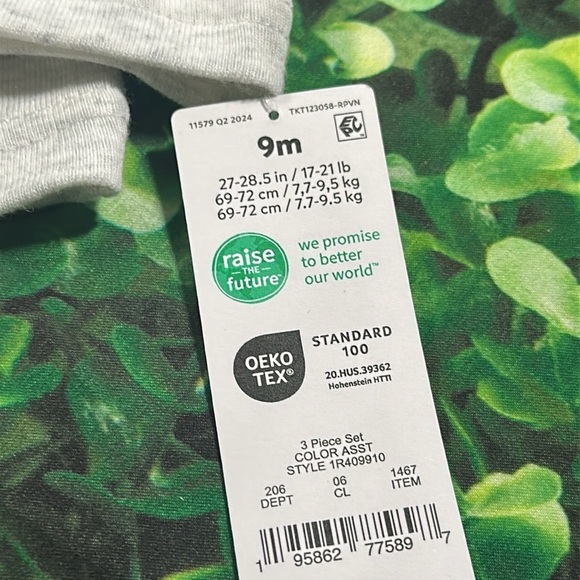 11579 Q2 2024 TKT123058-RPVN
EPC
9m
27-28.5 in / 17-21 lb
69-72 cm / 7,7-9,5 kg
69-72 cm / 7.7-9.5 kg
raise
THE
future™
we promise
to better
our world™
OEKO
TEX®
STANDARD
100
20.HUS.39362
Hohenstein HTTI
3 Piece Set
COLOR ASST
STYLE 1R409910
206 06 1467
DEPT CL ITEM
1 95862 77589 7